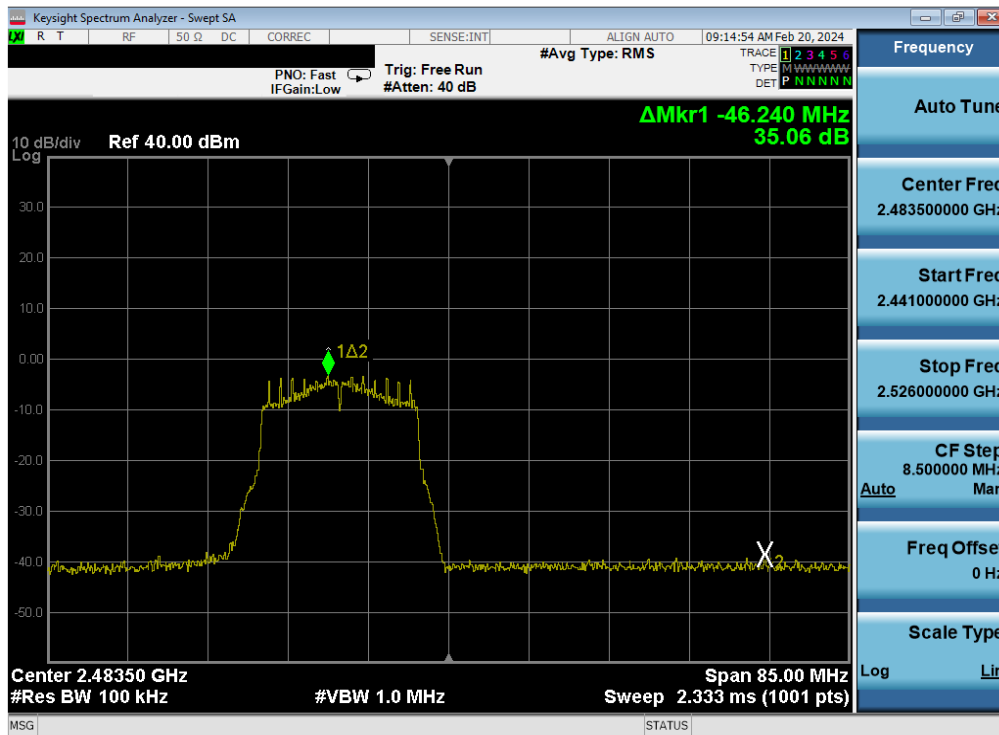 Keysight Spectrum Analyzer - Swept SA
LXI R T RF 50 Ω DC CORREC SENSE:INT ALIGN AUTO 09:14:54 AM Feb 20, 2024
#Avg Type: RMS
TRACE 1 2 3 4 5 6
TYPE M WWWWW
DET P N N N N N
PNO: Fast
IFGain:Low
Trig: Free Run
#Atten: 40 dB
ΔMkr1 -46.240 MHz
35.06 dB
10 dB/div Ref 40.00 dBm
Log
30.0
20.0
10.0
0.00
-10.0
-20.0
-30.0
-40.0
-50.0
1Δ2
X2
Center 2.48350 GHz Span 85.00 MHz
#Res BW 100 kHz #VBW 1.0 MHz Sweep 2.333 ms (1001 pts)
MSG STATUS
Frequency
Auto Tune
Center Freq
2.483500000 GHz
Start Freq
2.441000000 GHz
Stop Freq
2.526000000 GHz
CF Step
8.500000 MHz
Auto Man
Freq Offset
0 Hz
Scale Type
Log Lin